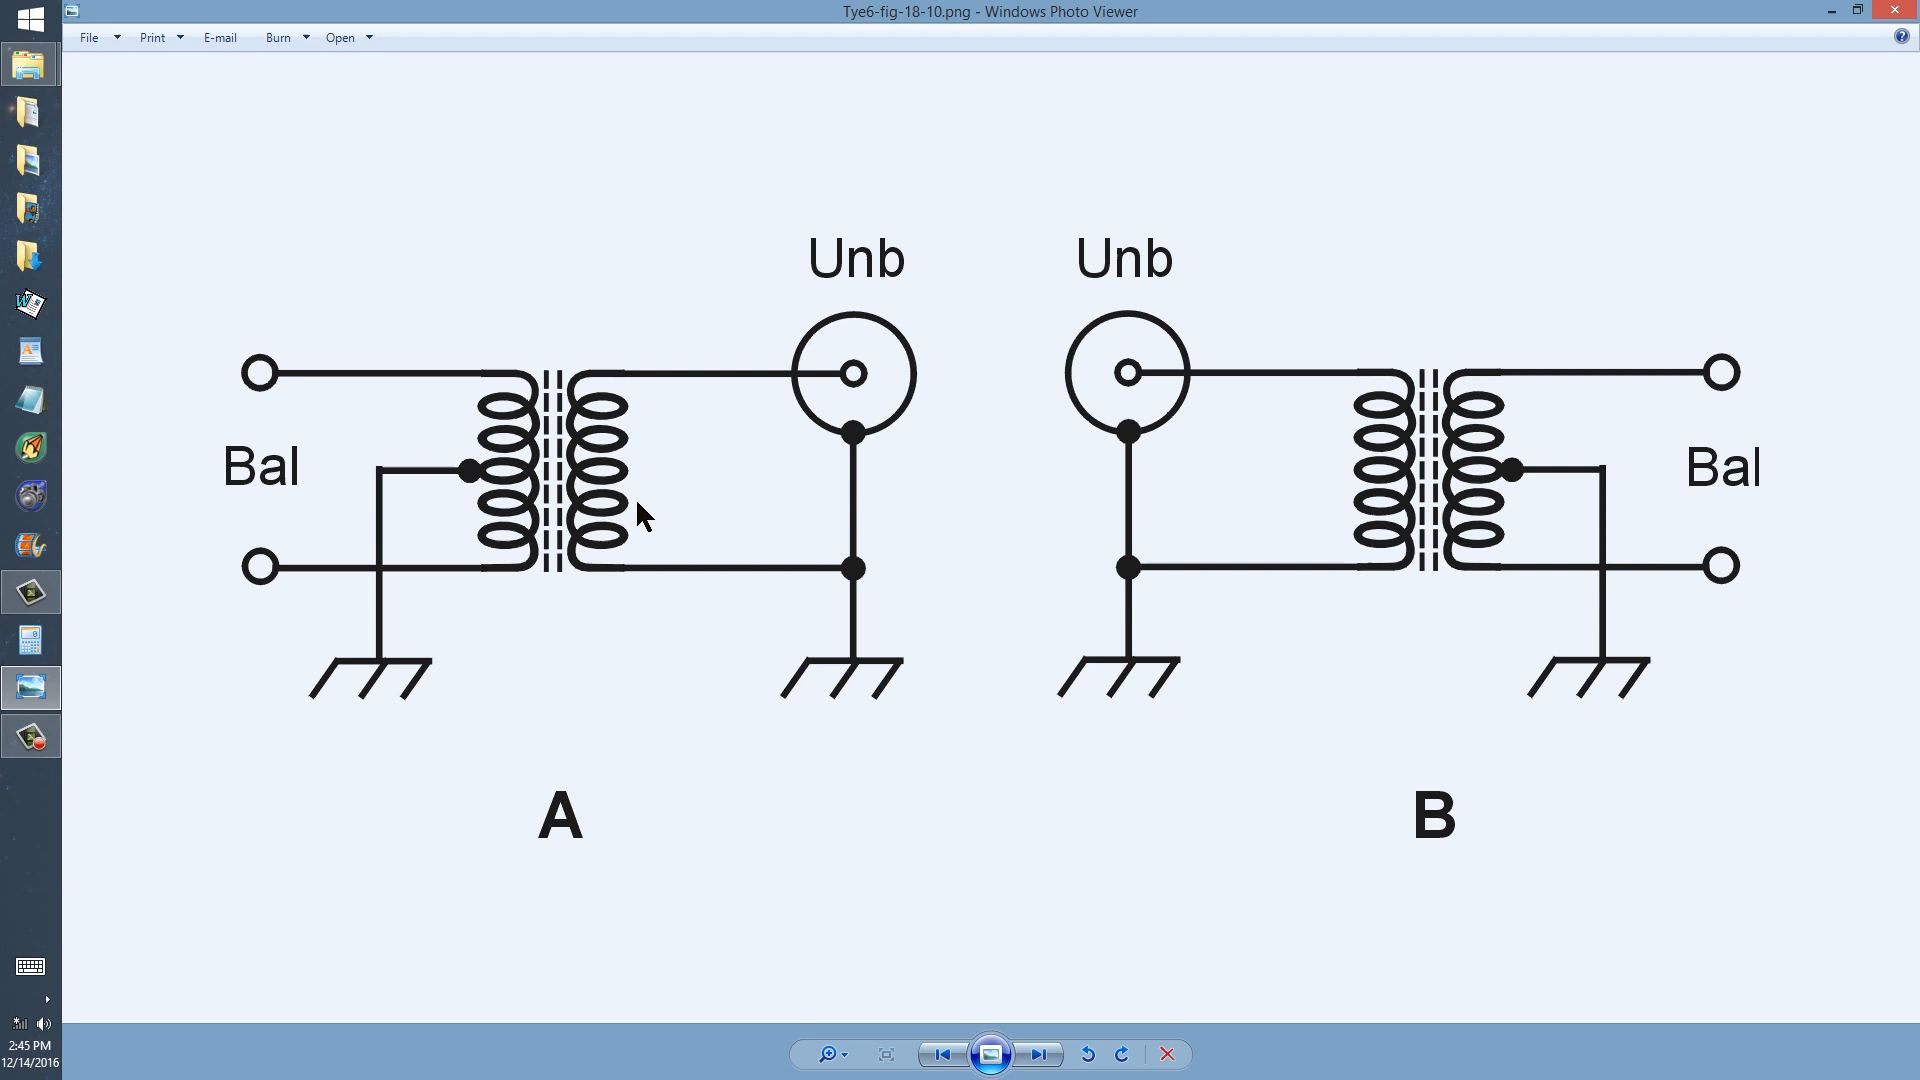 Tye6-fig-18-10.png - Windows Photo Viewer
File Print E-mail Burn Open
Unb
Unb
Bal
Bal
A
B
2:45 PM
12/14/2016